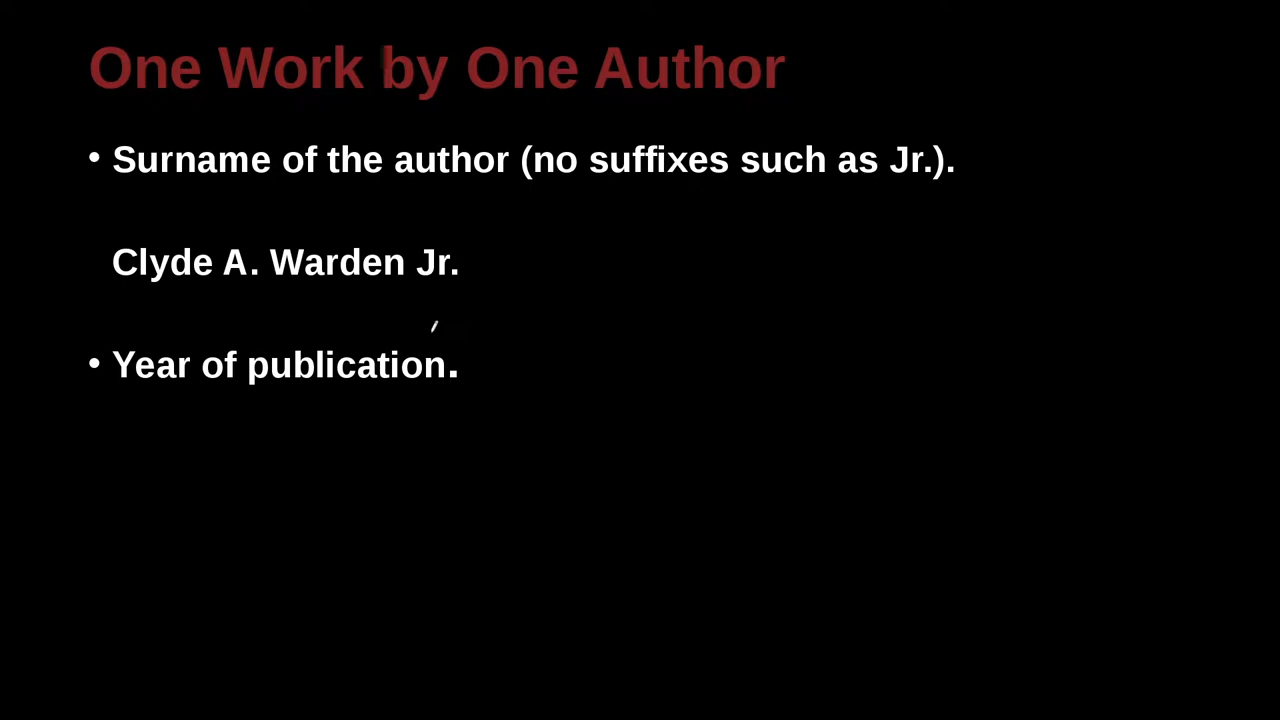 One Work by One Author
• Surname of the author (no suffixes such as Jr.).
Clyde A. Warden Jr.
• Year of publication.